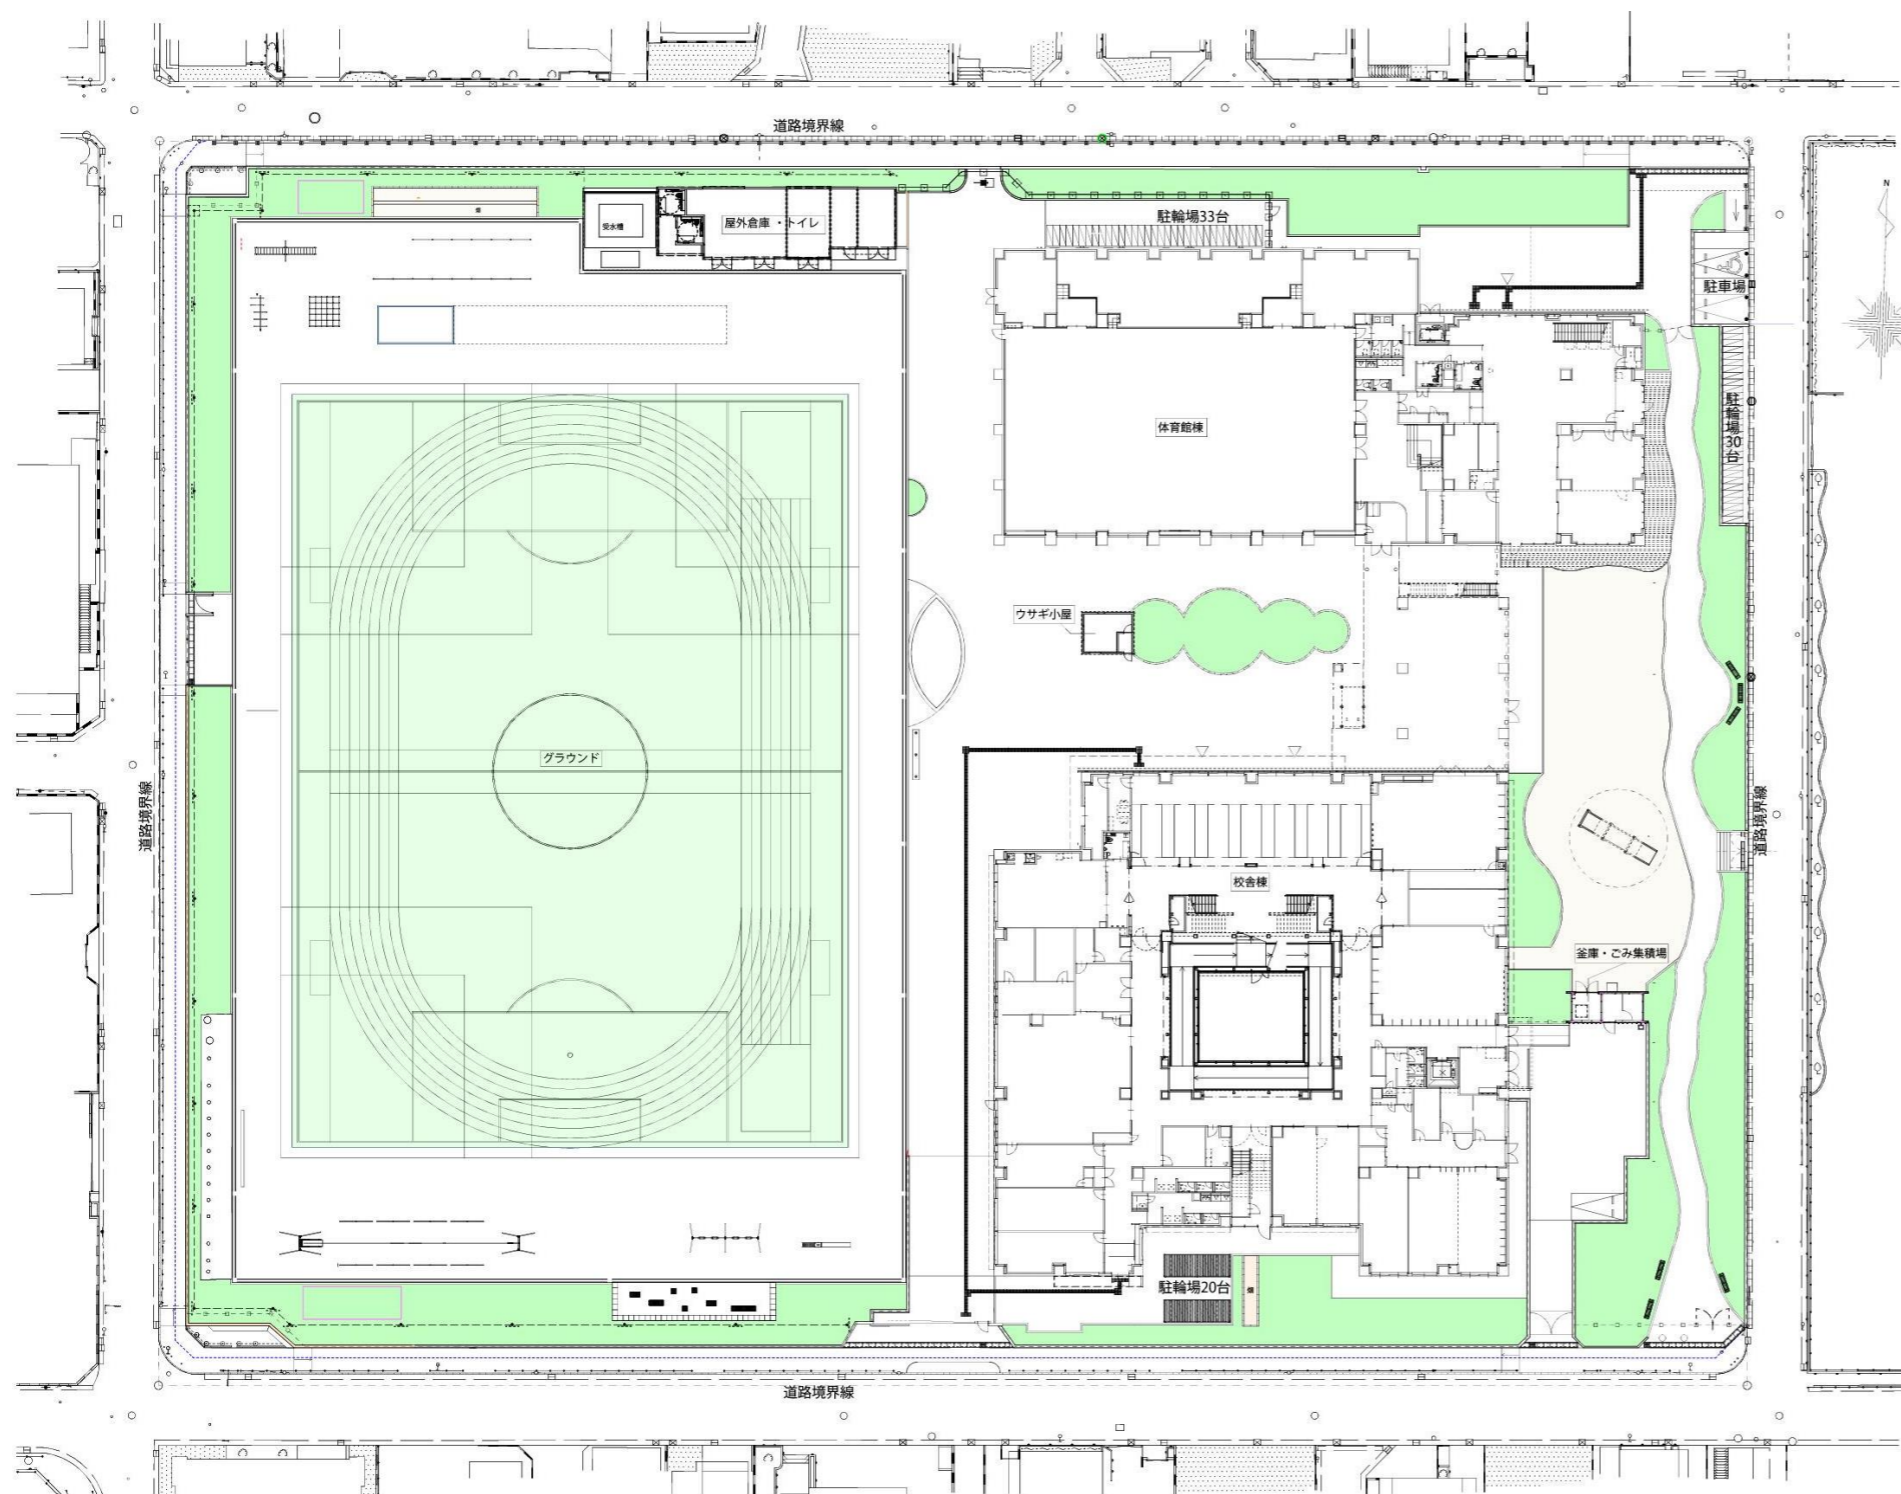 道路境界線
N
畑
受水槽
屋外倉庫・トイレ
駐輪場33台
駐車場
体育館棟
駐輪場30台
ウサギ小屋
グラウンド
道路境界線
道路境界線
校舎棟
釜庫・ごみ集積場
駐輪場20台
畑
道路境界線